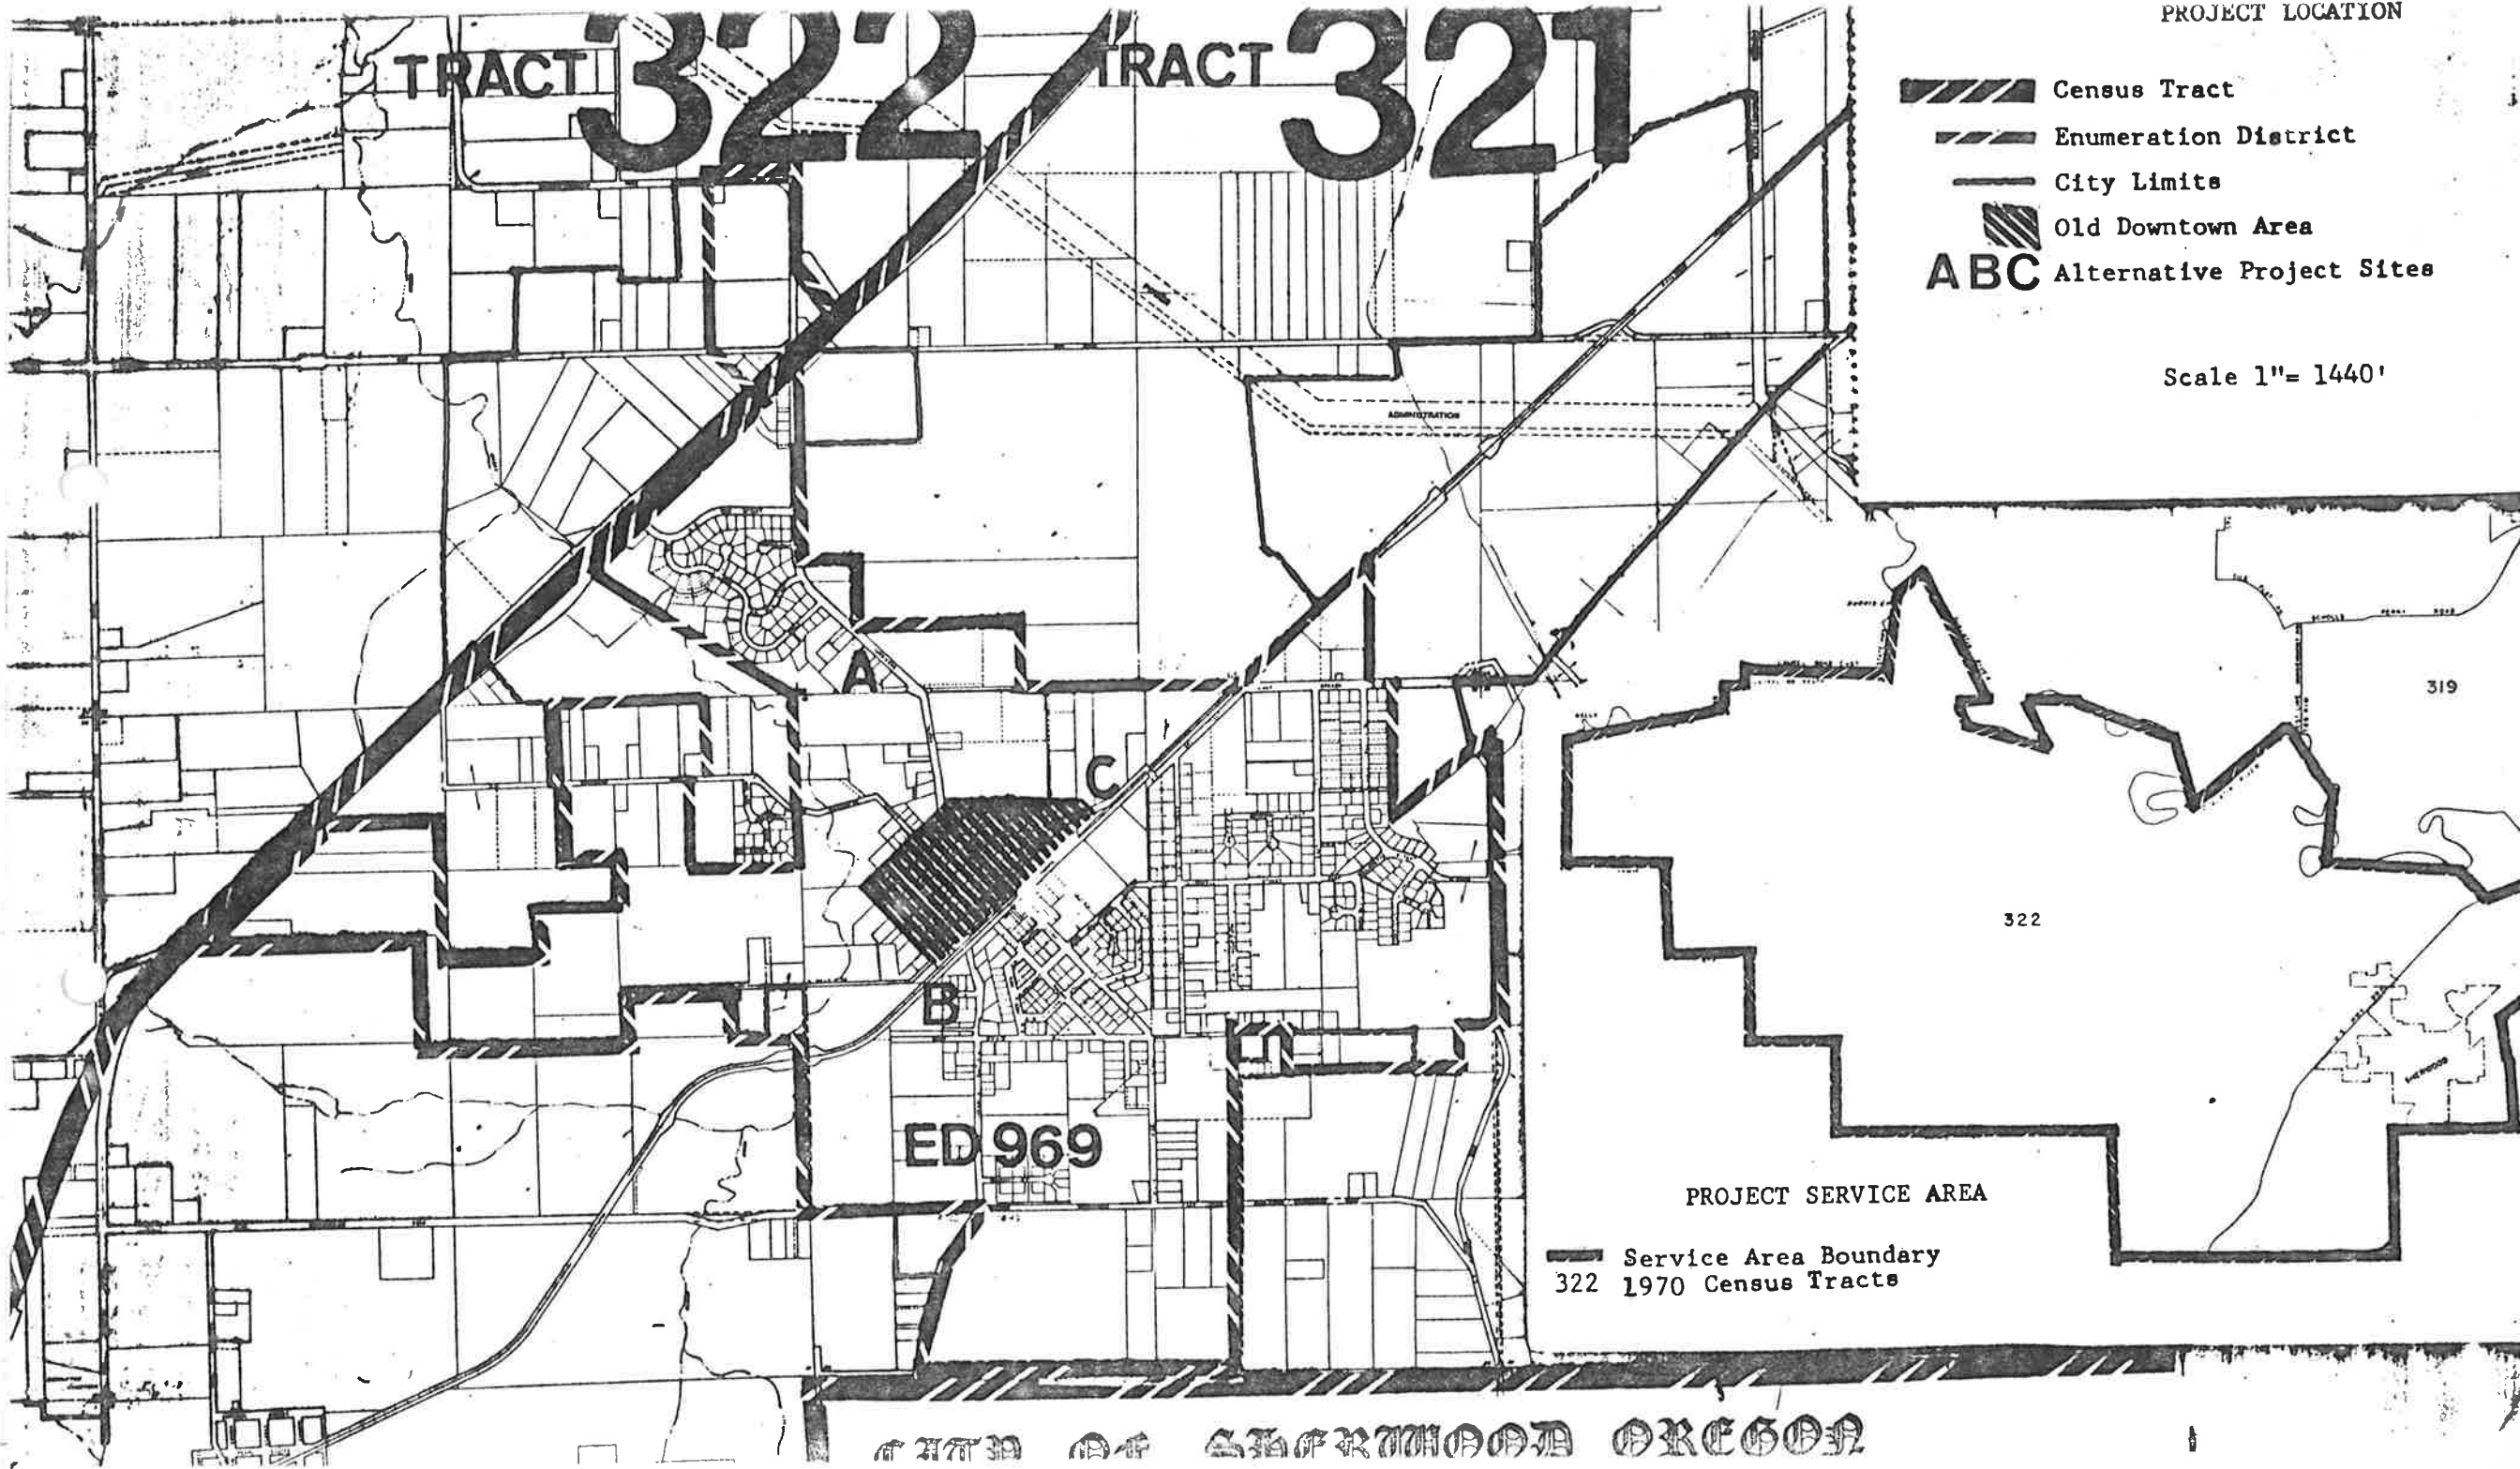 PROJECT LOCATION
TRACT 322
TRACT 321
Census Tract
Enumeration District
City Limits
Old Downtown Area
ABC Alternative Project Sites
Scale 1"= 1440'
ADMINISTRATION
A
C
B
ED 969
319
322
SHERWOOD
PROJECT SERVICE AREA
Service Area Boundary
322 1970 Census Tracts
CITY OF SHERWOOD OREGON